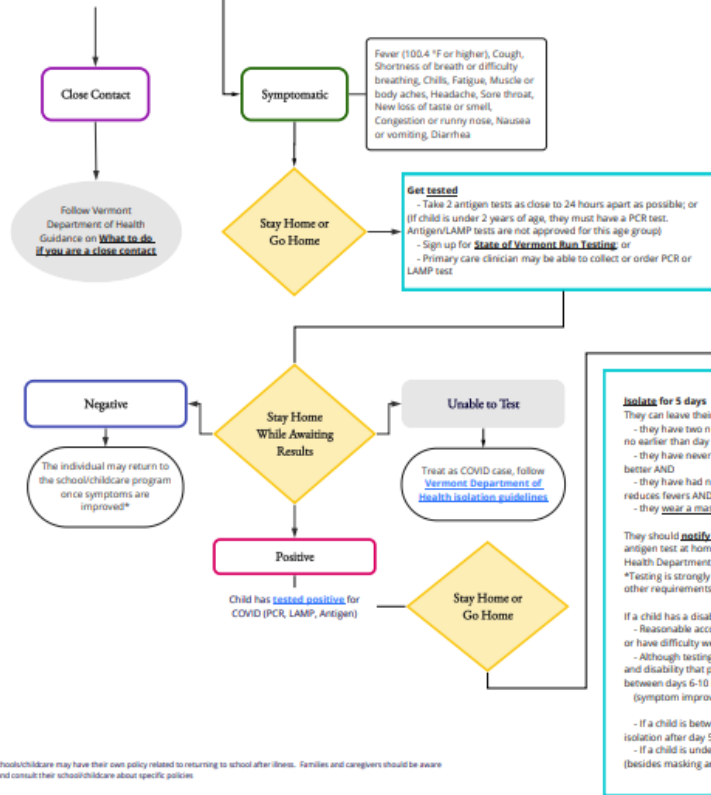 Close Contact
Symptomatic
Fever (100.4 °F or higher), Cough,
Shortness of breath or difficulty
breathing, Chills, Fatigue, Muscle or
body aches, Headache, Sore throat,
New loss of taste or smell,
Congestion or runny nose, Nausea
or vomiting, Diarrhea
Follow Vermont
Department of Health
Guidance on What to do
if you are a close contact
Stay Home or
Go Home
Get tested
- Take 2 antigen tests as close to 24 hours apart as possible; or
(If child is under 2 years of age, they must have a PCR test.
Antigen/LAMP tests are not approved for this age group)
- Sign up for State of Vermont Run Testing; or
- Primary care clinician may be able to collect or order PCR or
LAMP test
Negative
The individual may return to
the school/childcare program
once symptoms are
improved*
Stay Home
While Awaiting
Results
Unable to Test
Treat as COVID case, follow
Vermont Department of
Health isolation guidelines
Positive
Child has tested positive for
COVID (PCR, LAMP, Antigen)
Stay Home or
Go Home
Isolate for 5 days
They can leave their
- they have two n
no earlier than day
- they have never
better AND
- they have had n
reduces fevers AND
- they wear a mas
They should notify
antigen test at hom
Health Department
*Testing is strongly
other requirements
If a child has a disab
- Reasonable acco
or have difficulty we
- Although testing
and disability that p
between days 6-10
(symptom improv
- If a child is betw
isolation after day 5
- If a child is unde
(besides masking an
hools/childcare may have their own policy related to returning to school after illness. Families and caregivers should be aware
nd consult their school/childcare about specific policies